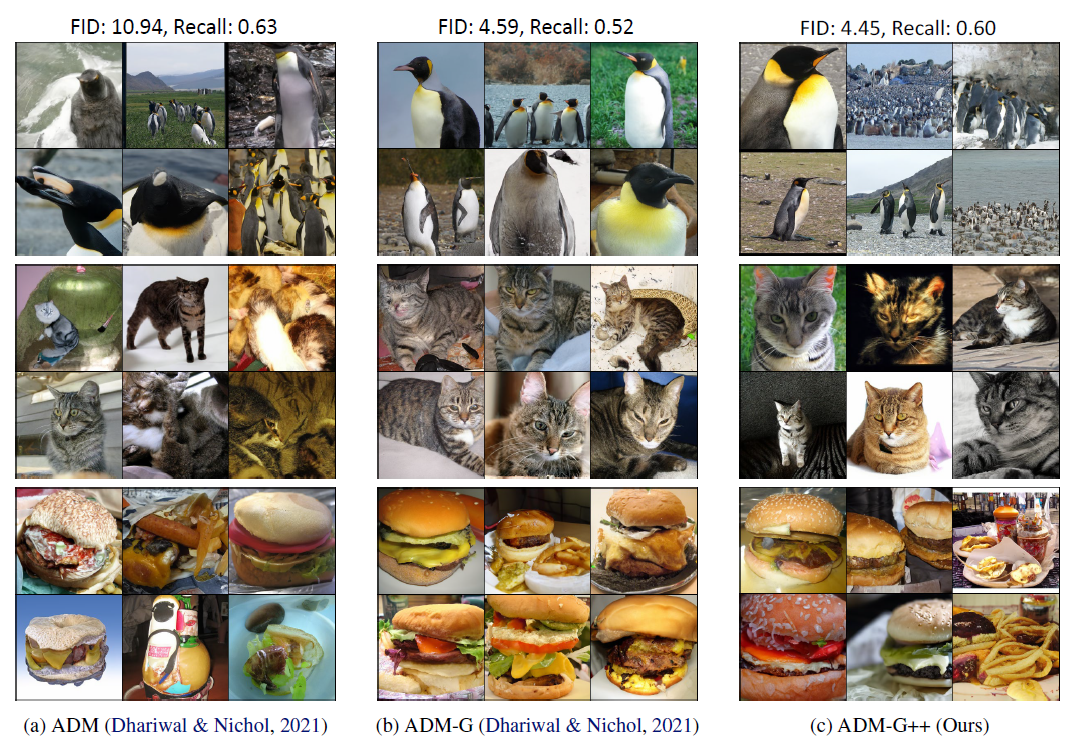 FID: 10.94, Recall: 0.63
FID: 4.59, Recall: 0.52
FID: 4.45, Recall: 0.60
(a) ADM (Dhariwal & Nichol, 2021)
(b) ADM-G (Dhariwal & Nichol, 2021)
(c) ADM-G++ (Ours)